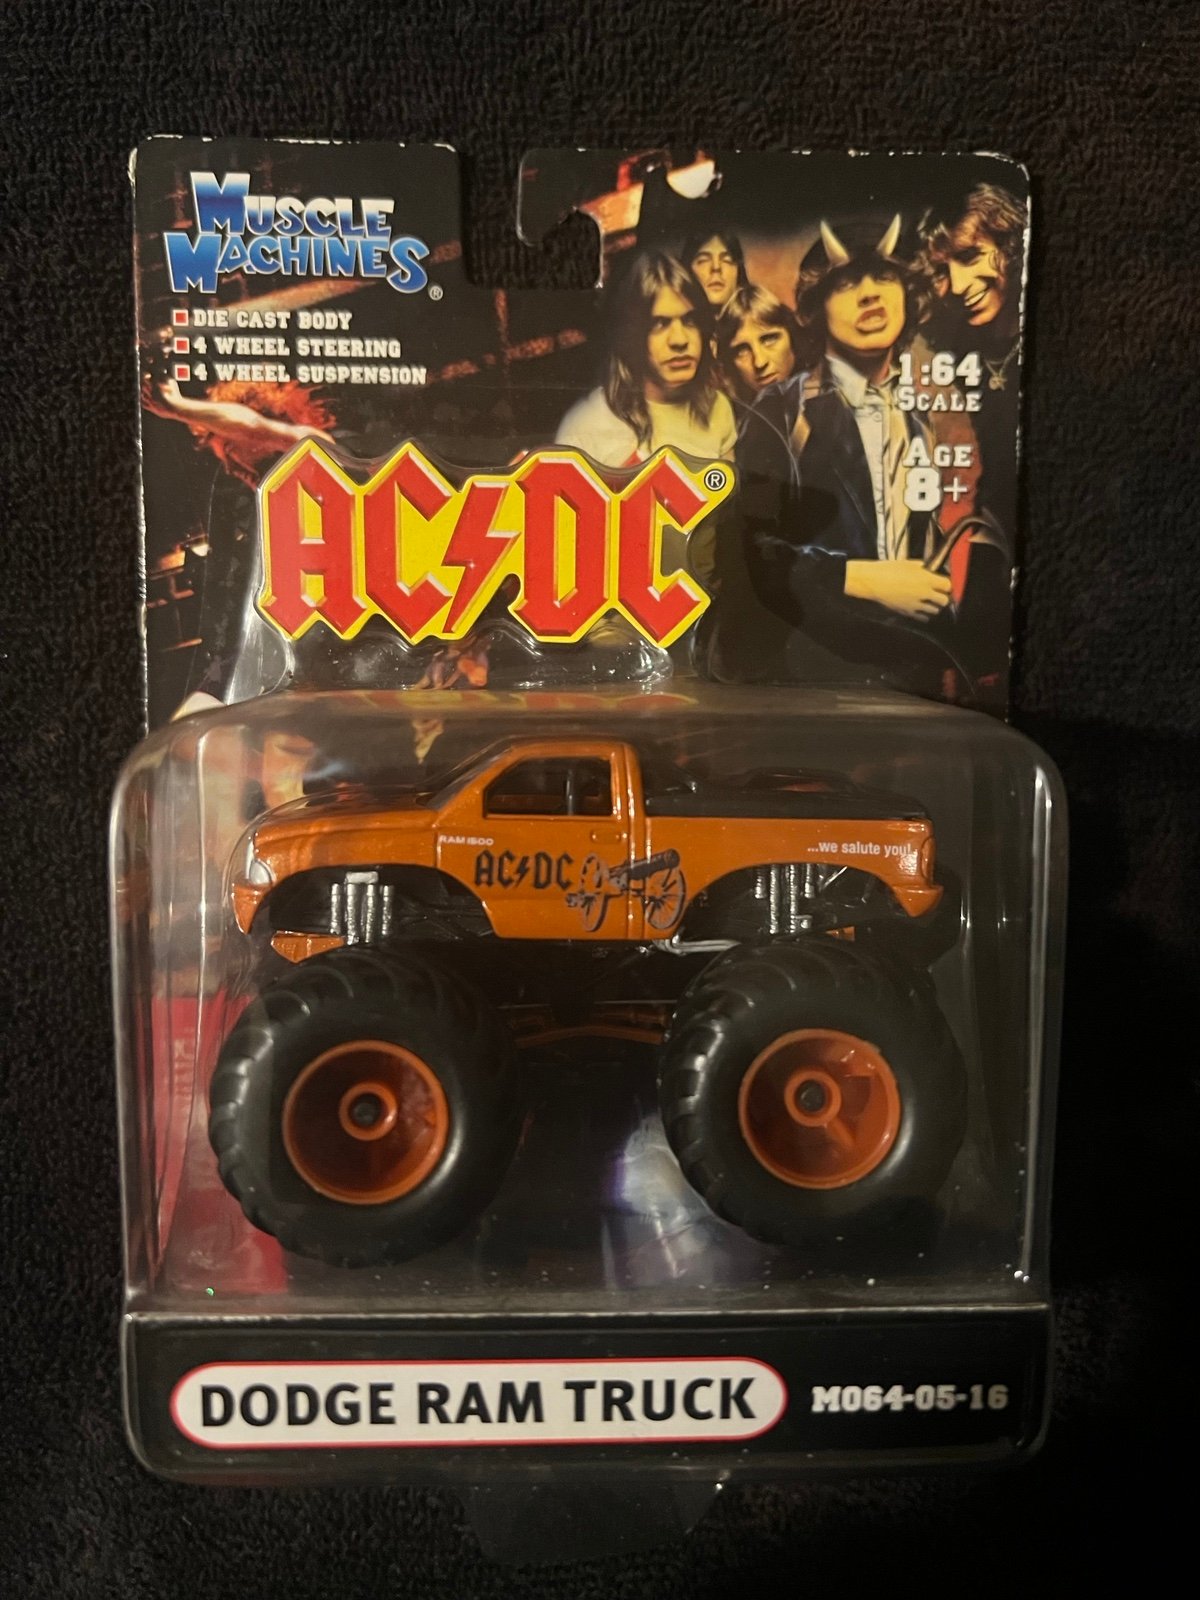 MUSCLE
MACHINES®
DIE CAST BODY
4 WHEEL STEERING
4 WHEEL SUSPENSION
1:64
SCALE
AGE
8+
AC⚡DC®
RAM 1500
AC⚡DC
...we salute you!
DODGE RAM TRUCK
M064-05-16